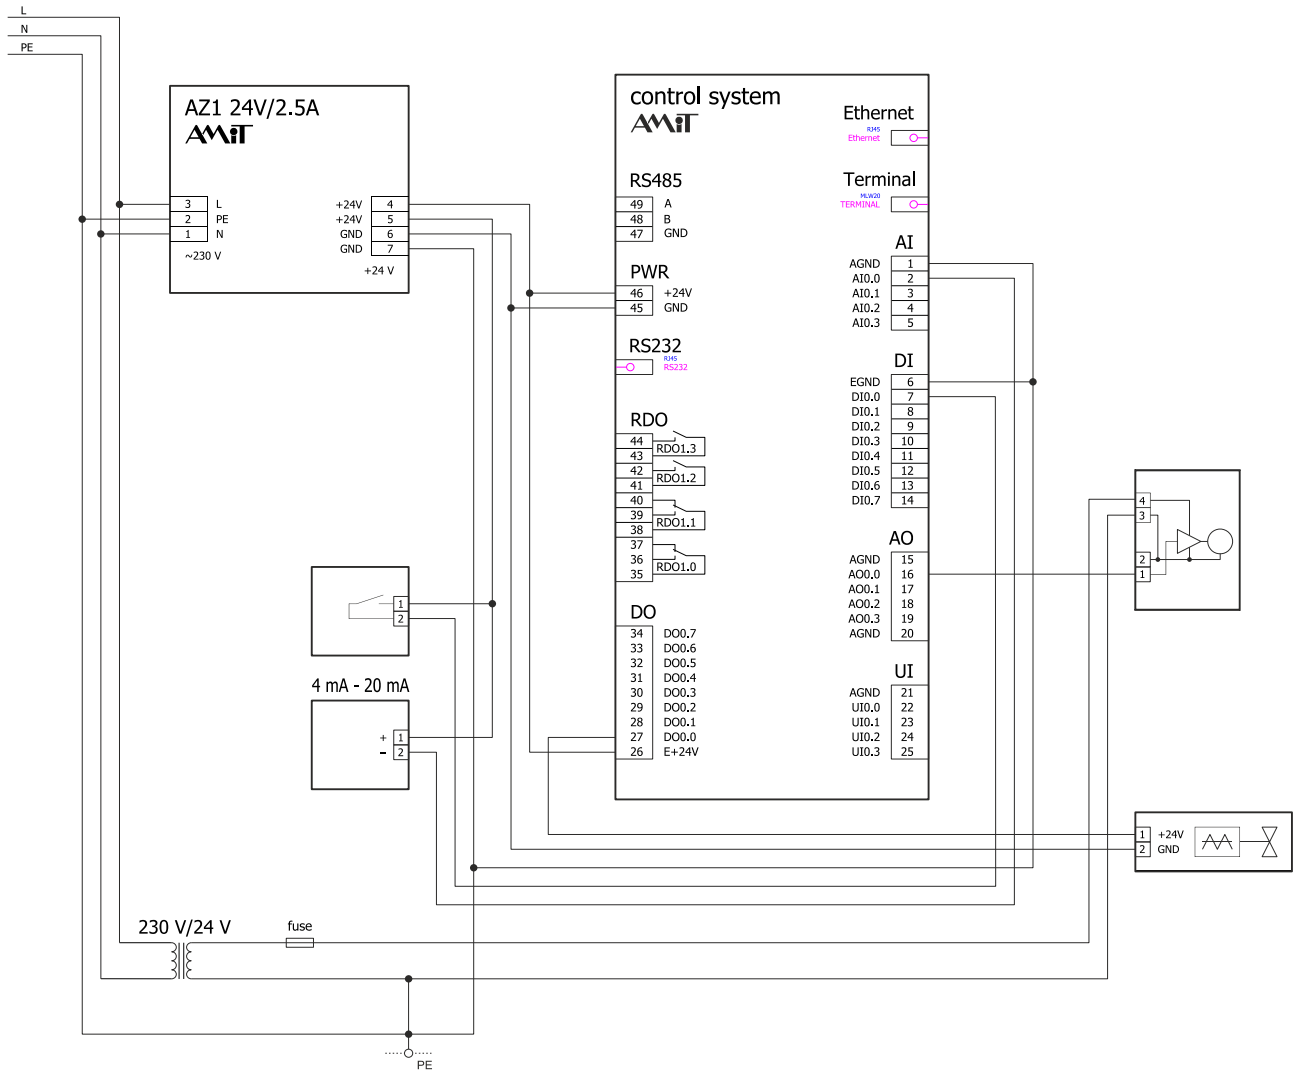 L
N
PE
AZ1 24V/2.5A
AMiT
3 L
2 PE
1 N
~230 V
+24V 4
+24V 5
GND 6
GND 7
+24 V
control system
AMiT
RS485
49 A
48 B
47 GND
PWR
46 +24V
45 GND
RS232
RJ45
RS232
RDO
44
43
RDO1.3
42
41
RDO1.2
40
39
38
RDO1.1
37
36
35
RDO1.0
DO
34 DO0.7
33 DO0.6
32 DO0.5
31 DO0.4
30 DO0.3
29 DO0.2
28 DO0.1
27 DO0.0
26 E+24V
Ethernet
RJ45
Ethernet
Terminal
MLW20
TERMINAL
AI
AGND 1
AI0.0 2
AI0.1 3
AI0.2 4
AI0.3 5
DI
EGND 6
DI0.0 7
DI0.1 8
DI0.2 9
DI0.3 10
DI0.4 11
DI0.5 12
DI0.6 13
DI0.7 14
AO
AGND 15
AO0.0 16
AO0.1 17
AO0.2 18
AO0.3 19
AGND 20
UI
AGND 21
UI0.0 22
UI0.1 23
UI0.2 24
UI0.3 25
4
3
2
1
1
2
4 mA - 20 mA
+ 1
– 2
1 +24V
2 GND
230 V/24 V
fuse
PE